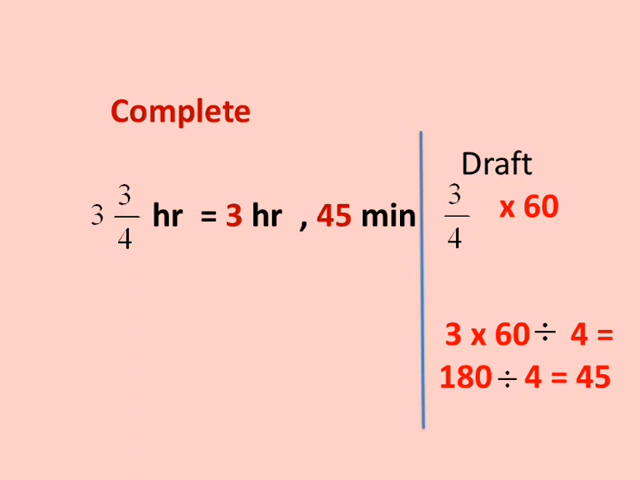 Complete
3 3/4 hr = 3 hr , 45 min
Draft
3/4 x 60
3 x 60 ÷ 4 =
180 ÷ 4 = 45